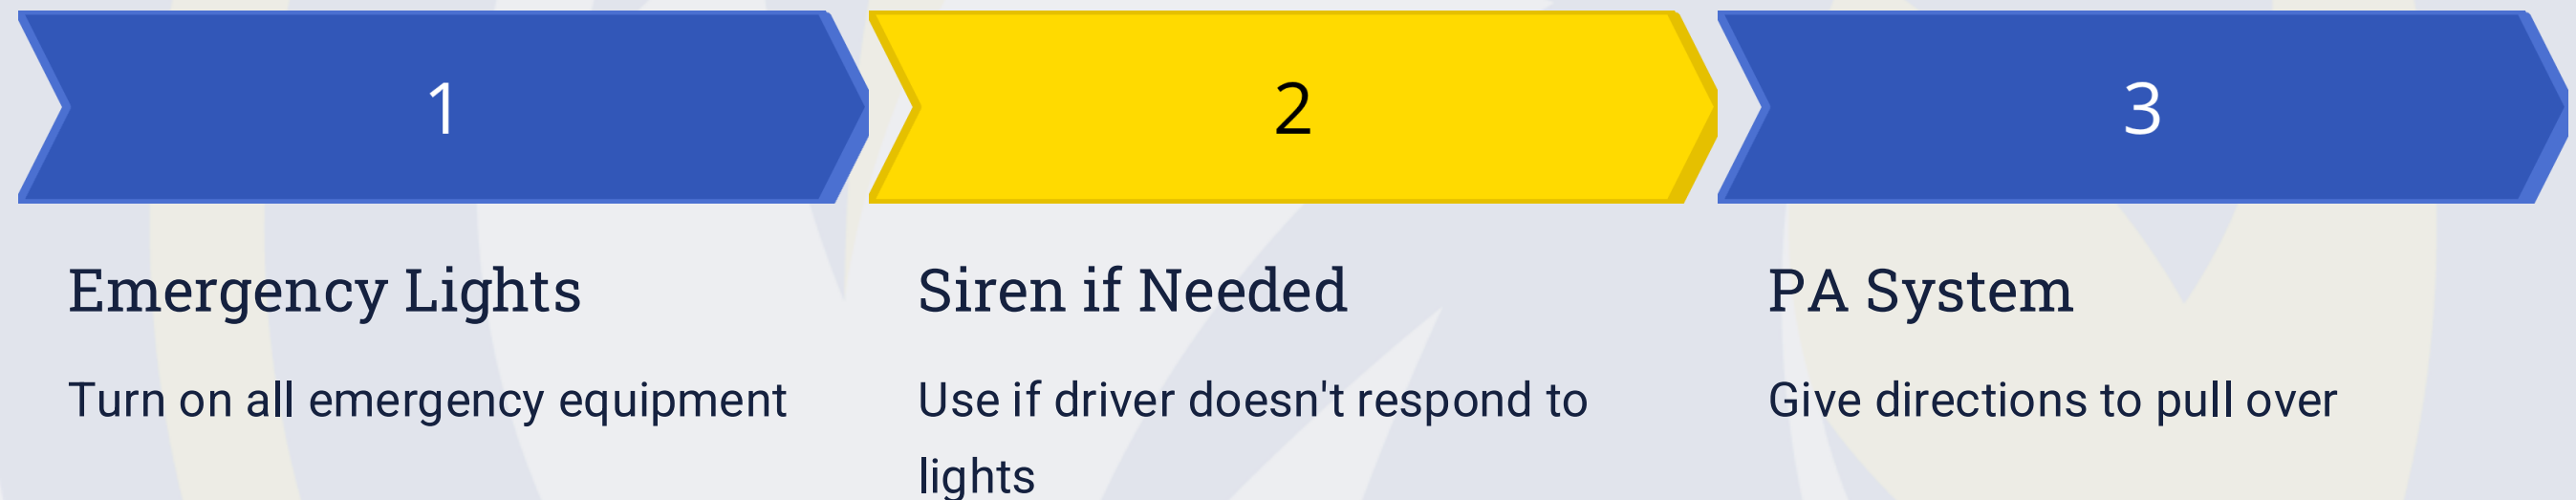 1
2
3
Emergency Lights
Turn on all emergency equipment
Siren if Needed
Use if driver doesn't respond to
lights
PA System
Give directions to pull over